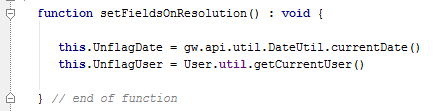 function setFieldsOnResolution() : void {
this.UnflagDate = gw.api.util.DateUtil.currentDate()
this.UnflagUser = User.util.getCurrentUser()
} // end of function